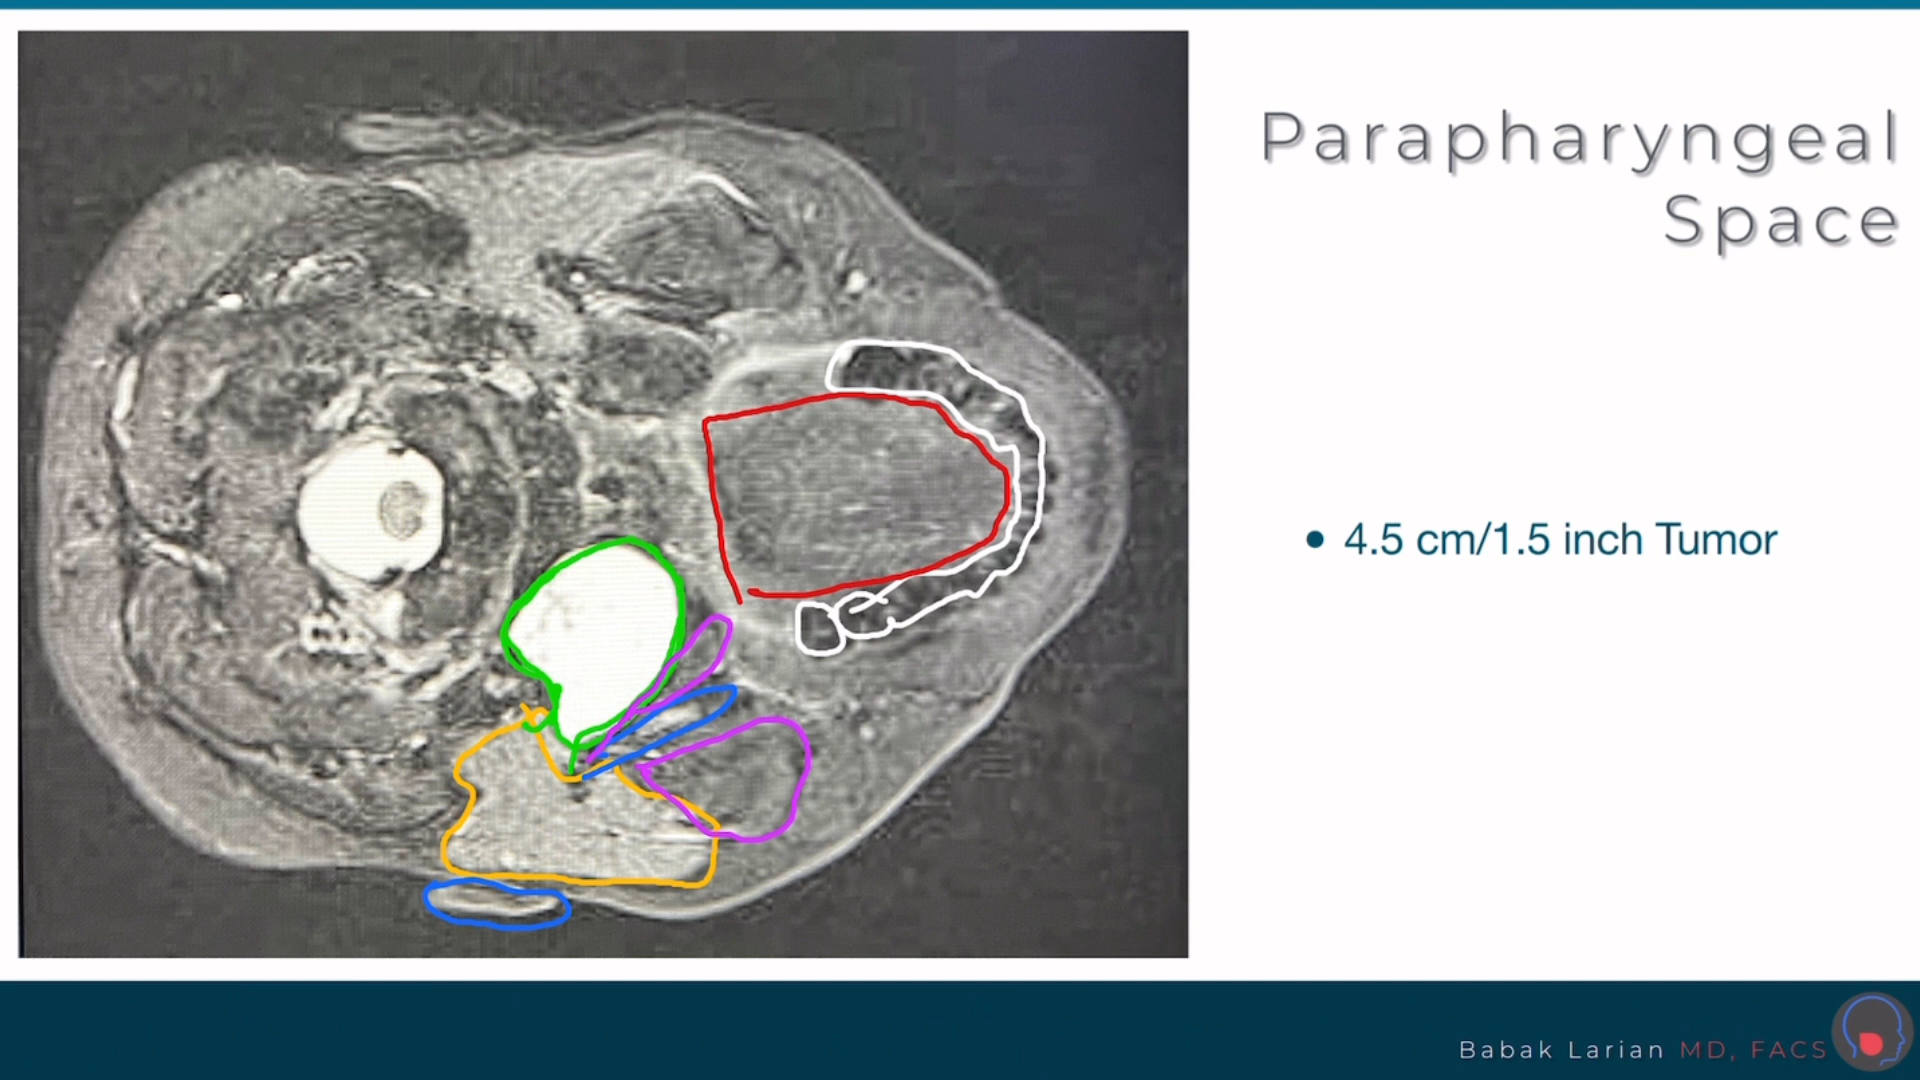 Parapharyngeal
Space
• 4.5 cm/1.5 inch Tumor
Babak Larian MD, FACS